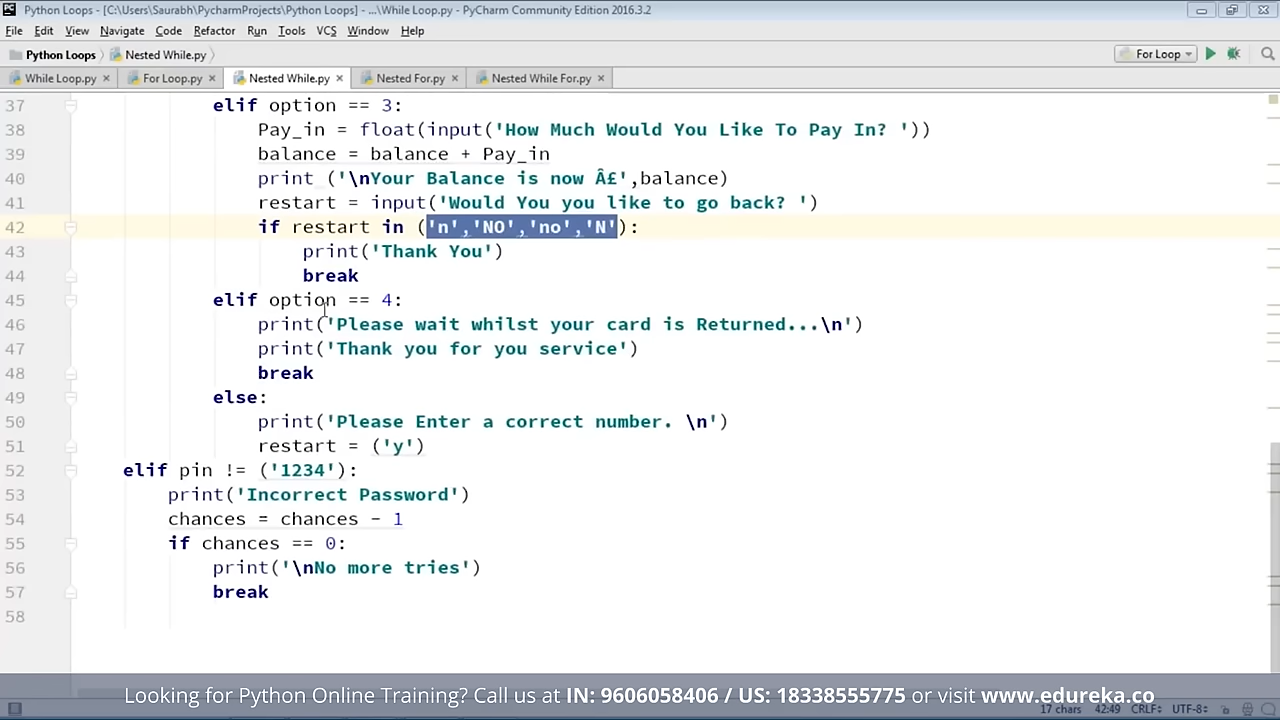 Python Loops - [C:\Users\Saurabh\PycharmProjects\Python Loops] - ...\While Loop.py - PyCharm Community Edition 2016.3.2
File Edit View Navigate Code Refactor Run Tools VCS Window Help
Python Loops Nested While.py For Loop
While Loop.py For Loop.py Nested While.py Nested For.py Nested While For.py
37 elif option == 3:
38 Pay_in = float(input('How Much Would You Like To Pay In? '))
39 balance = balance + Pay_in
40 print ('\nYour Balance is now Â£',balance)
41 restart = input('Would You you like to go back? ')
42 if restart in ('n','NO','no','N'):
43 print('Thank You')
44 break
45 elif option == 4:
46 print('Please wait whilst your card is Returned...\n')
47 print('Thank you for you service')
48 break
49 else:
50 print('Please Enter a correct number. \n')
51 restart = ('y')
52 elif pin != ('1234'):
53 print('Incorrect Password')
54 chances = chances - 1
55 if chances == 0:
56 print('\nNo more tries')
57 break
58
Looking for Python Online Training? Call us at IN: 9606058406 / US: 18338555775 or visit www.edureka.co
17 chars 42:49 CRLF UTF-8